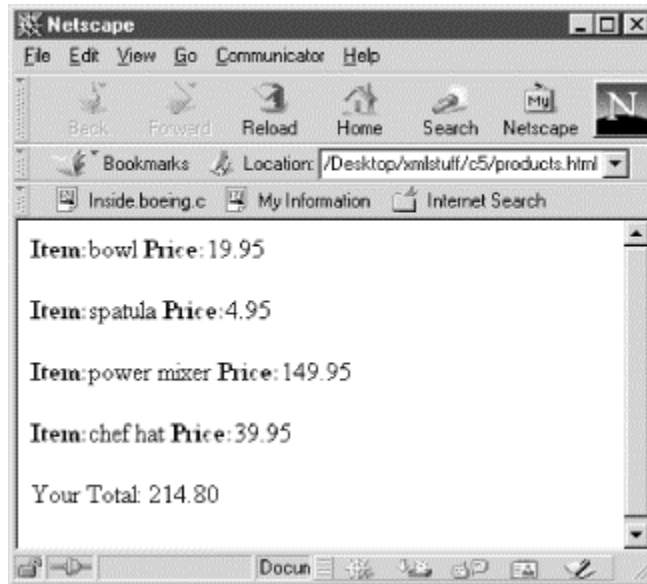 Netscape
File Edit View Go Communicator Help
Back Forward Reload Home Search Netscape
My
N
Bookmarks Location: /Desktop/xmlstuff/c5/products.html
Inside.boeing.c My Information Internet Search
Item:bowl Price:19.95
Item:spatula Price:4.95
Item:power mixer Price:149.95
Item:chef hat Price:39.95
Your Total: 214.80
Docun